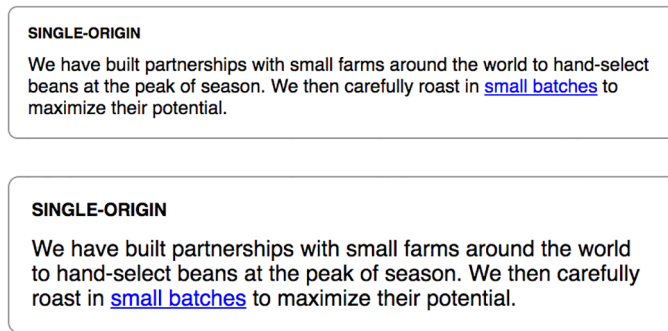 SINGLE-ORIGIN
We have built partnerships with small farms around the world to hand-select
beans at the peak of season. We then carefully roast in small batches to
maximize their potential.
SINGLE-ORIGIN
We have built partnerships with small farms around the world
to hand-select beans at the peak of season. We then carefully
roast in small batches to maximize their potential.